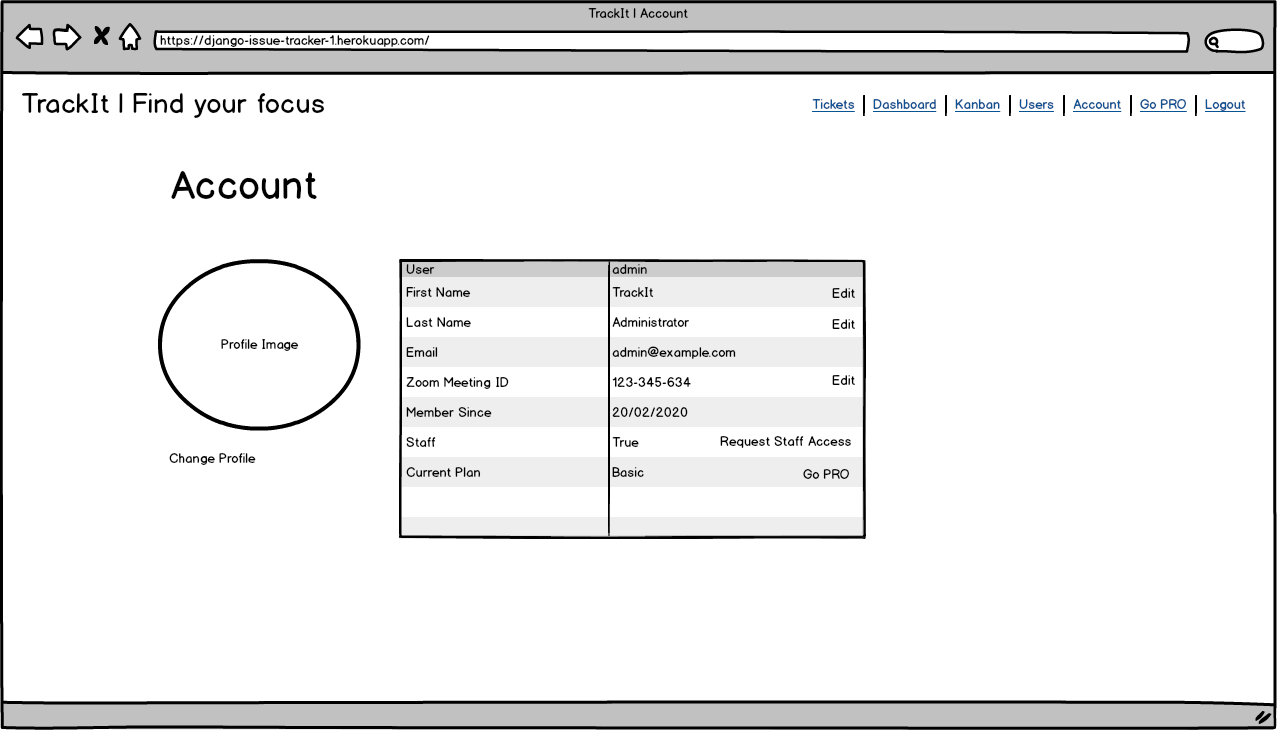 TrackIt | Account
https://django-issue-tracker-1.herokuapp.com/
TrackIt | Find your focus
Tickets | Dashboard | Kanban | Users | Account | Go PRO | Logout
Account
User admin
First Name TrackIt Edit
Last Name Administrator Edit
Profile Image
Email admin@example.com
Zoom Meeting ID 123-345-634 Edit
Member Since 20/02/2020
Staff True Request Staff Access
Change Profile
Current Plan Basic Go PRO